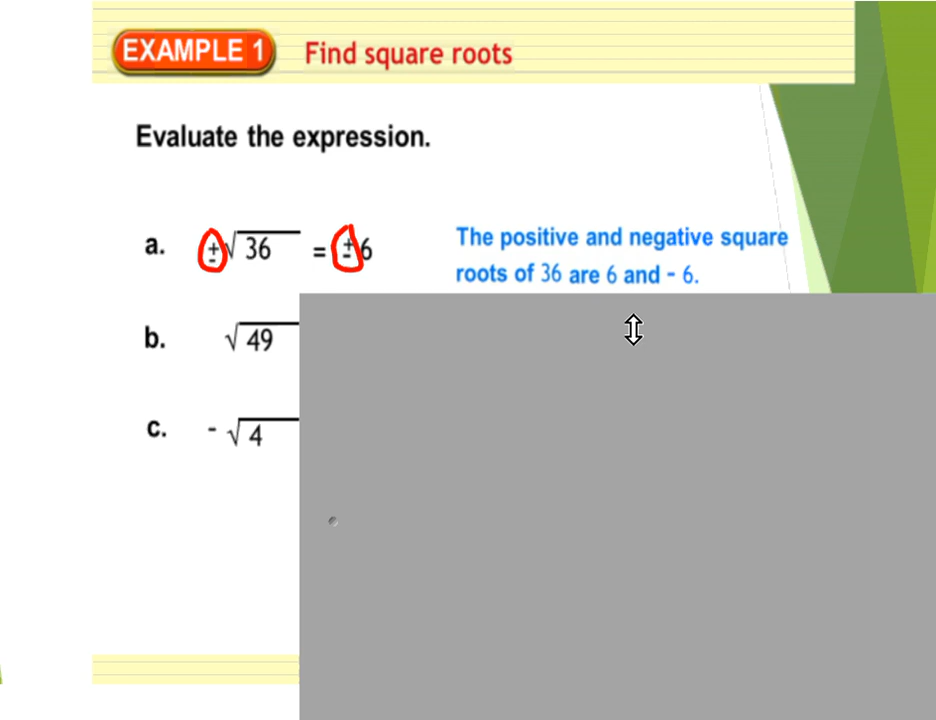 EXAMPLE 1 Find square roots
Evaluate the expression.
a. ±√36 = ±6 The positive and negative square
roots of 36 are 6 and - 6.
b. √49
c. - √4